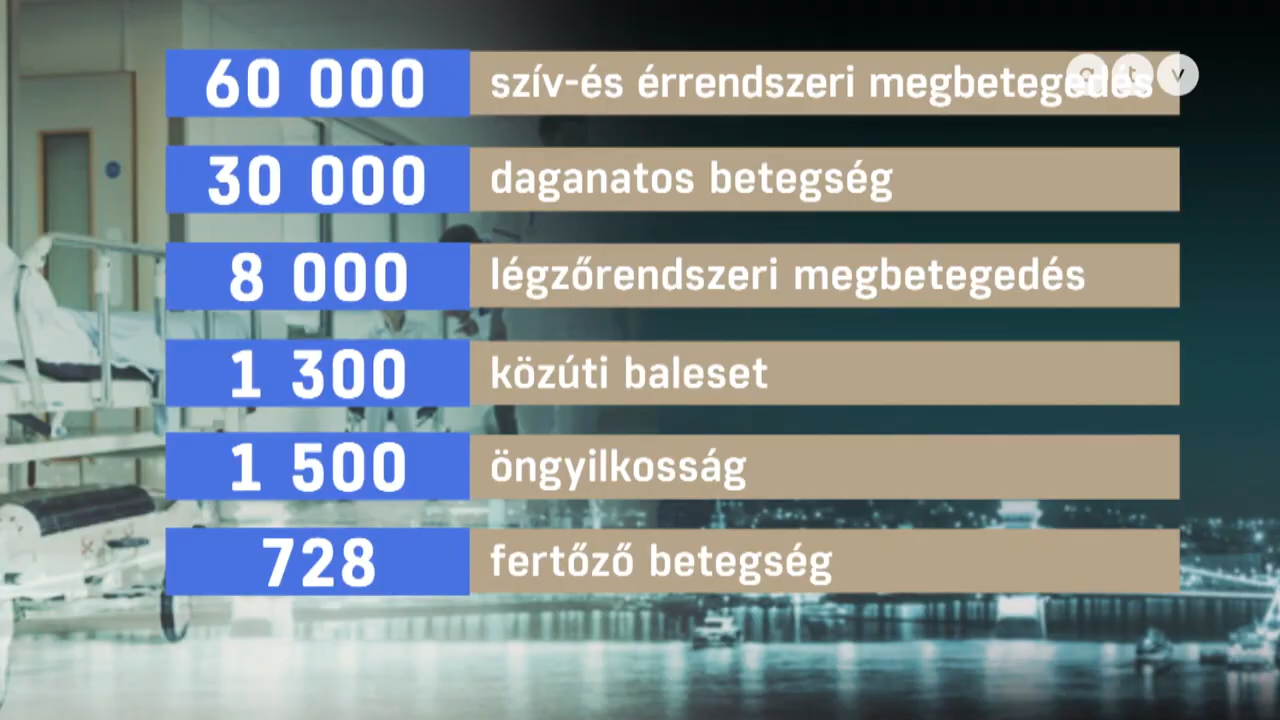 60 000 szív-és érrendszeri megbetegedés
30 000 daganatos betegség
8 000 légzőrendszeri megbetegedés
1 300 közúti baleset
1 500 öngyilkosság
728 fertőző betegség
atv